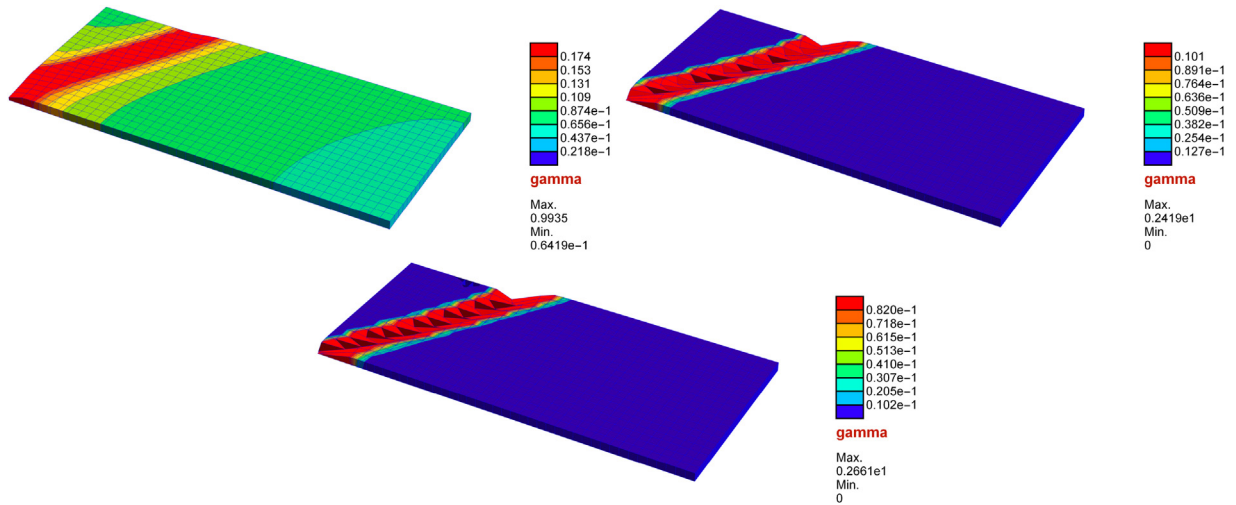 0.174
0.153
0.131
0.109
0.874e-1
0.656e-1
0.437e-1
0.218e-1
gamma
Max.
0.9935
Min.
0.6419e-1
0.101
0.891e-1
0.764e-1
0.636e-1
0.509e-1
0.382e-1
0.254e-1
0.127e-1
gamma
Max.
0.2419e1
Min.
0
0.820e-1
0.718e-1
0.615e-1
0.513e-1
0.410e-1
0.307e-1
0.205e-1
0.102e-1
gamma
Max.
0.2661e1
Min.
0